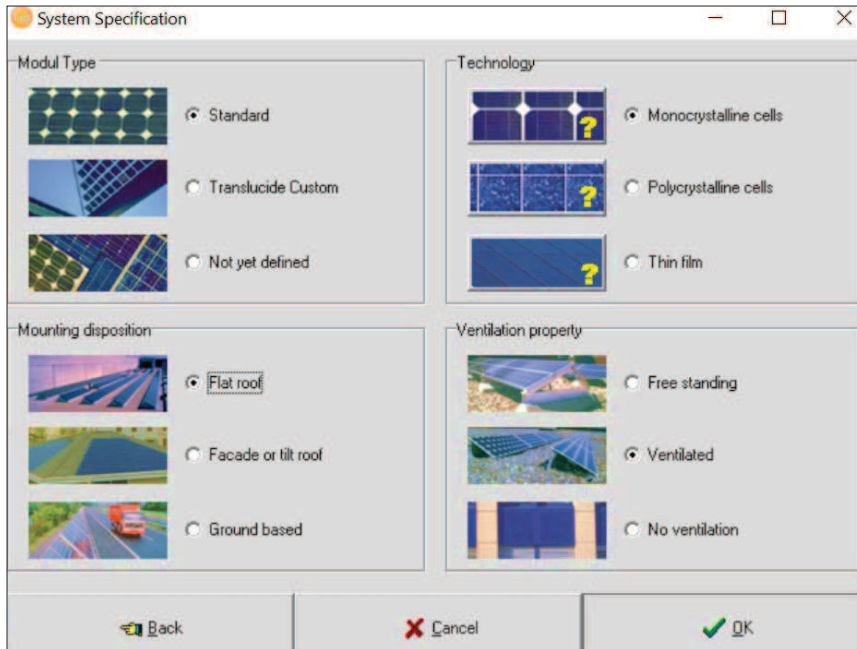 System Specification
Modul Type
Standard
Translucide Custom
Not yet defined
Technology
?
Monocrystalline cells
?
Polycrystalline cells
?
Thin film
Mounting disposition
Flat roof
Facade or tilt roof
Ground based
Ventilation property
Free standing
Ventilated
No ventilation
Back
Cancel
OK